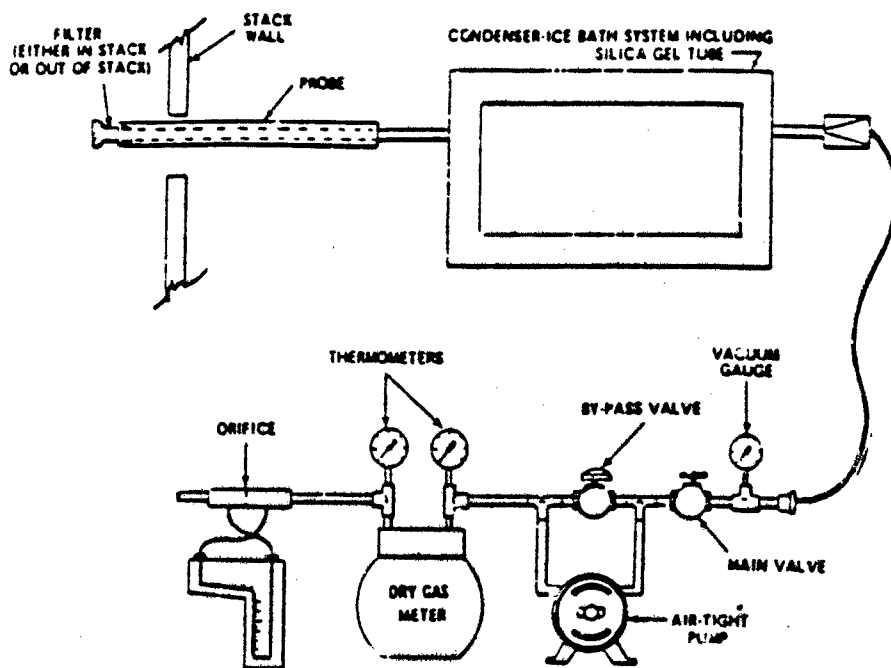 FILTER
(EITHER IN STACK
OR OUT OF STACK)
STACK
WALL
PROBE
CONDENSER-ICE BATH SYSTEM INCLUDING
SILICA GEL TUBE
THERMOMETERS
VACUUM
GAUGE
BY-PASS VALVE
ORIFICE
MAIN VALVE
DRY GAS
METER
AIR-TIGHT
PUMP